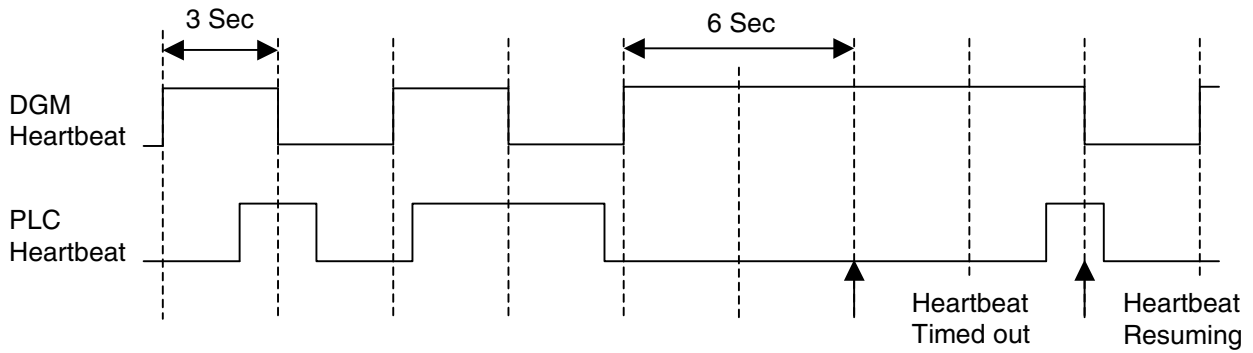 3 Sec
6 Sec
DGM
Heartbeat
PLC
Heartbeat
Heartbeat
Timed out
Heartbeat
Resuming